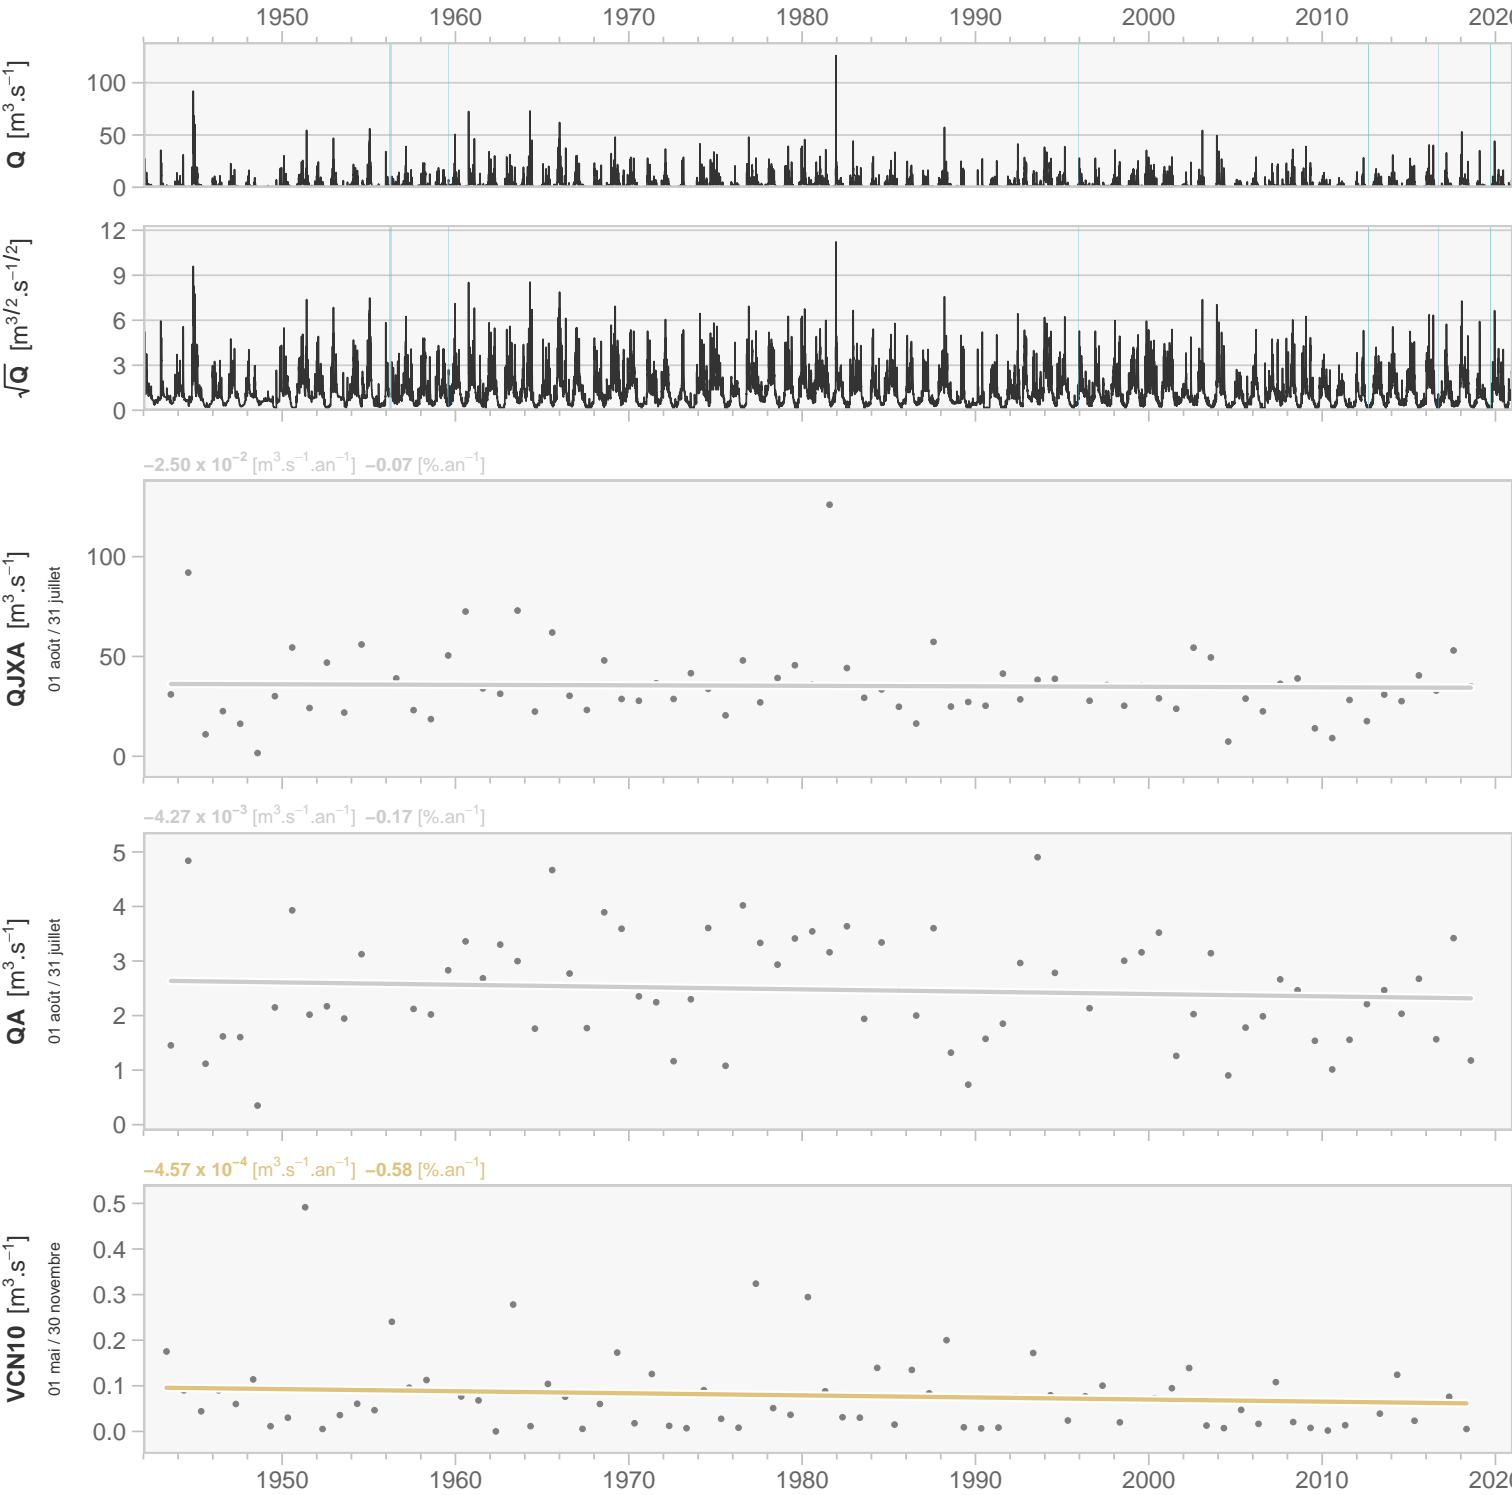 1950 1960 1970 1980 1990 2000 2010 202
Q [m³.s⁻¹]
100
50
0
√Q [m³ᐟ².s⁻¹ᐟ²]
12
9
6
3
0
−2.50 x 10⁻² [m³.s⁻¹.an⁻¹] −0.07 [%.an⁻¹]
QJXA [m³.s⁻¹]
01 août / 31 juillet
100
50
0
−4.27 x 10⁻³ [m³.s⁻¹.an⁻¹] −0.17 [%.an⁻¹]
QA [m³.s⁻¹]
01 août / 31 juillet
5
4
3
2
1
0
−4.57 x 10⁻⁴ [m³.s⁻¹.an⁻¹] −0.58 [%.an⁻¹]
VCN10 [m³.s⁻¹]
01 mai / 30 novembre
0.5
0.4
0.3
0.2
0.1
0.0
1950 1960 1970 1980 1990 2000 2010 202